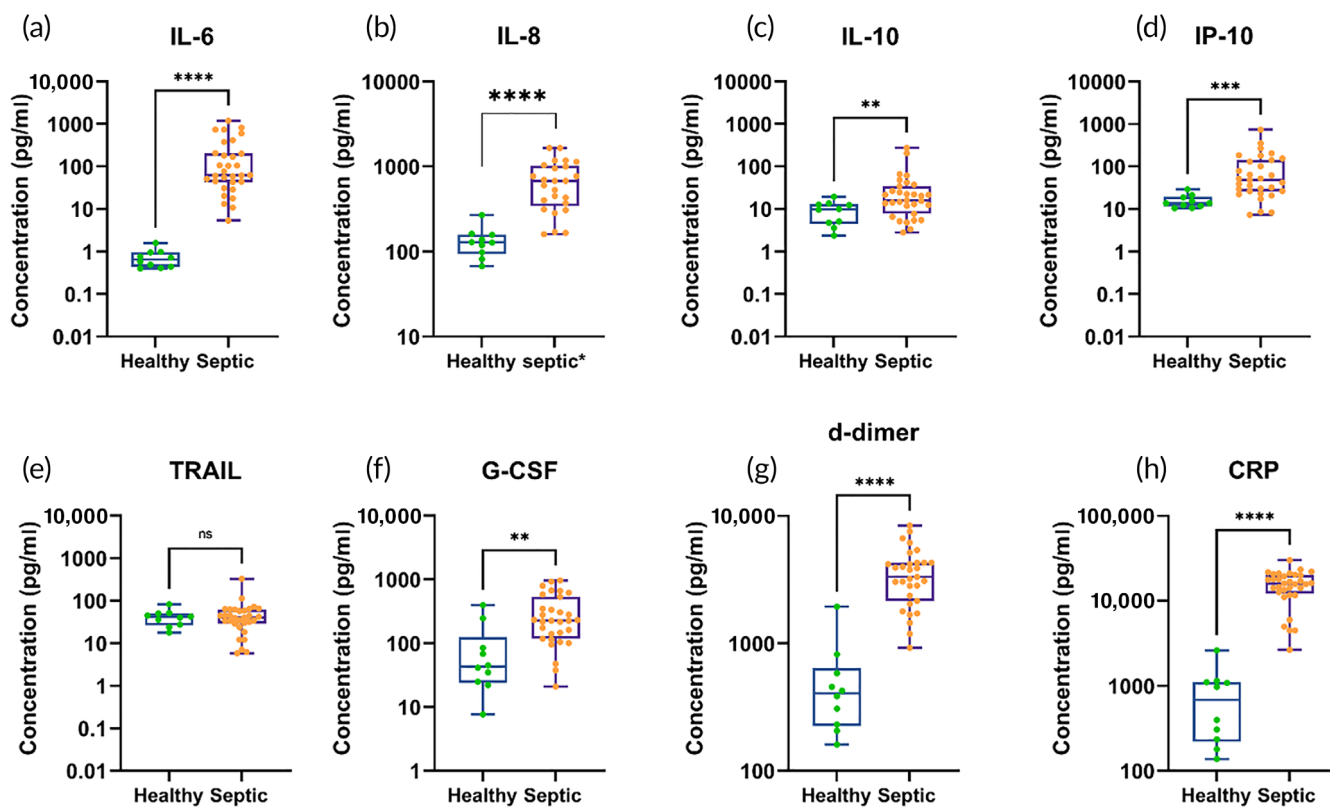 (a) IL-6
10,000
1000
100
10
1
0.1
0.01
Concentration (pg/ml)
****
Healthy Septic
(b) IL-8
10000
1000
100
10
Concentration (pg/ml)
****
Healthy septic*
(c) IL-10
10000
1000
100
10
1
0.1
0.01
Concentration (pg/ml)
**
Healthy Septic
(d) IP-10
10000
1000
100
10
1
0.1
0.01
Concentration (pg/ml)
***
Healthy Septic
(e) TRAIL
10,000
1000
100
10
1
0.1
0.01
Concentration (pg/ml)
ns
Healthy Septic
(f) G-CSF
10,000
1000
100
10
1
Concentration (pg/ml)
**
Healthy Septic
(g) d-dimer
10,000
1000
100
Concentration (pg/ml)
****
Healthy Septic
(h) CRP
100,000
10,000
1000
100
Concentration (pg/ml)
****
Healthy Septic